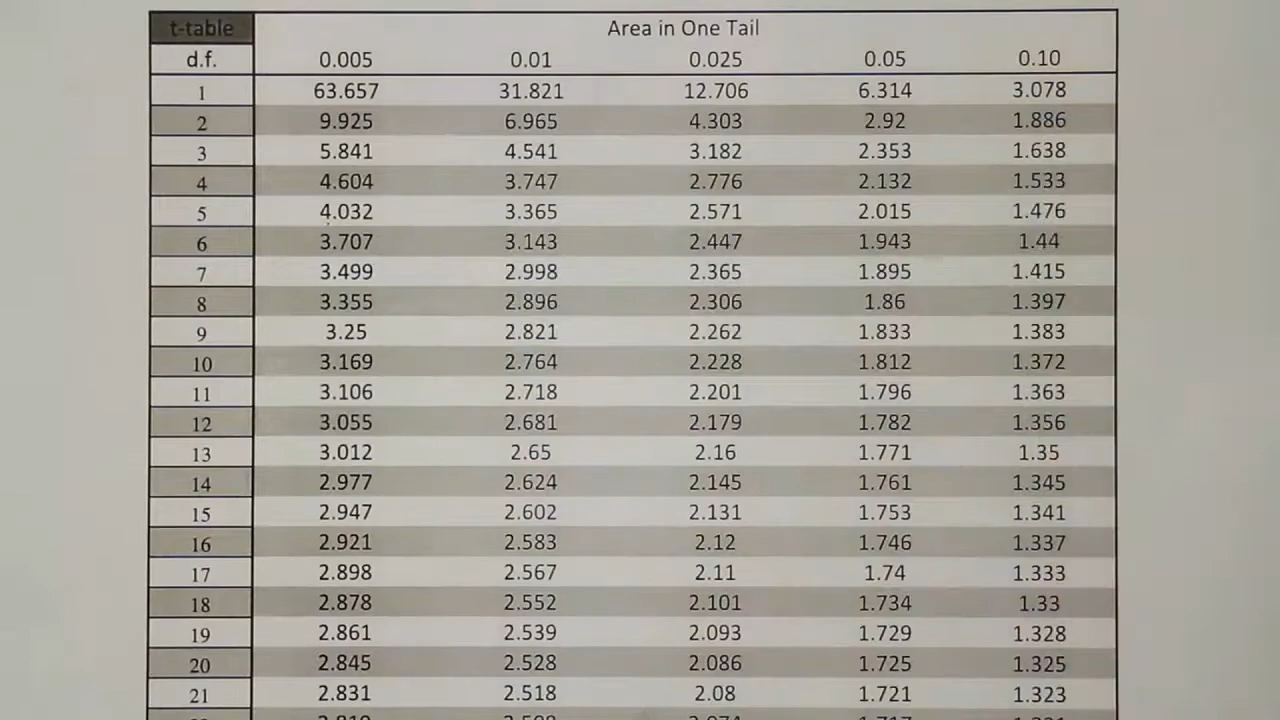 t-table Area in One Tail
d.f. 0.005 0.01 0.025 0.05 0.10
1 63.657 31.821 12.706 6.314 3.078
2 9.925 6.965 4.303 2.92 1.886
3 5.841 4.541 3.182 2.353 1.638
4 4.604 3.747 2.776 2.132 1.533
5 4.032 3.365 2.571 2.015 1.476
6 3.707 3.143 2.447 1.943 1.44
7 3.499 2.998 2.365 1.895 1.415
8 3.355 2.896 2.306 1.86 1.397
9 3.25 2.821 2.262 1.833 1.383
10 3.169 2.764 2.228 1.812 1.372
11 3.106 2.718 2.201 1.796 1.363
12 3.055 2.681 2.179 1.782 1.356
13 3.012 2.65 2.16 1.771 1.35
14 2.977 2.624 2.145 1.761 1.345
15 2.947 2.602 2.131 1.753 1.341
16 2.921 2.583 2.12 1.746 1.337
17 2.898 2.567 2.11 1.74 1.333
18 2.878 2.552 2.101 1.734 1.33
19 2.861 2.539 2.093 1.729 1.328
20 2.845 2.528 2.086 1.725 1.325
21 2.831 2.518 2.08 1.721 1.323